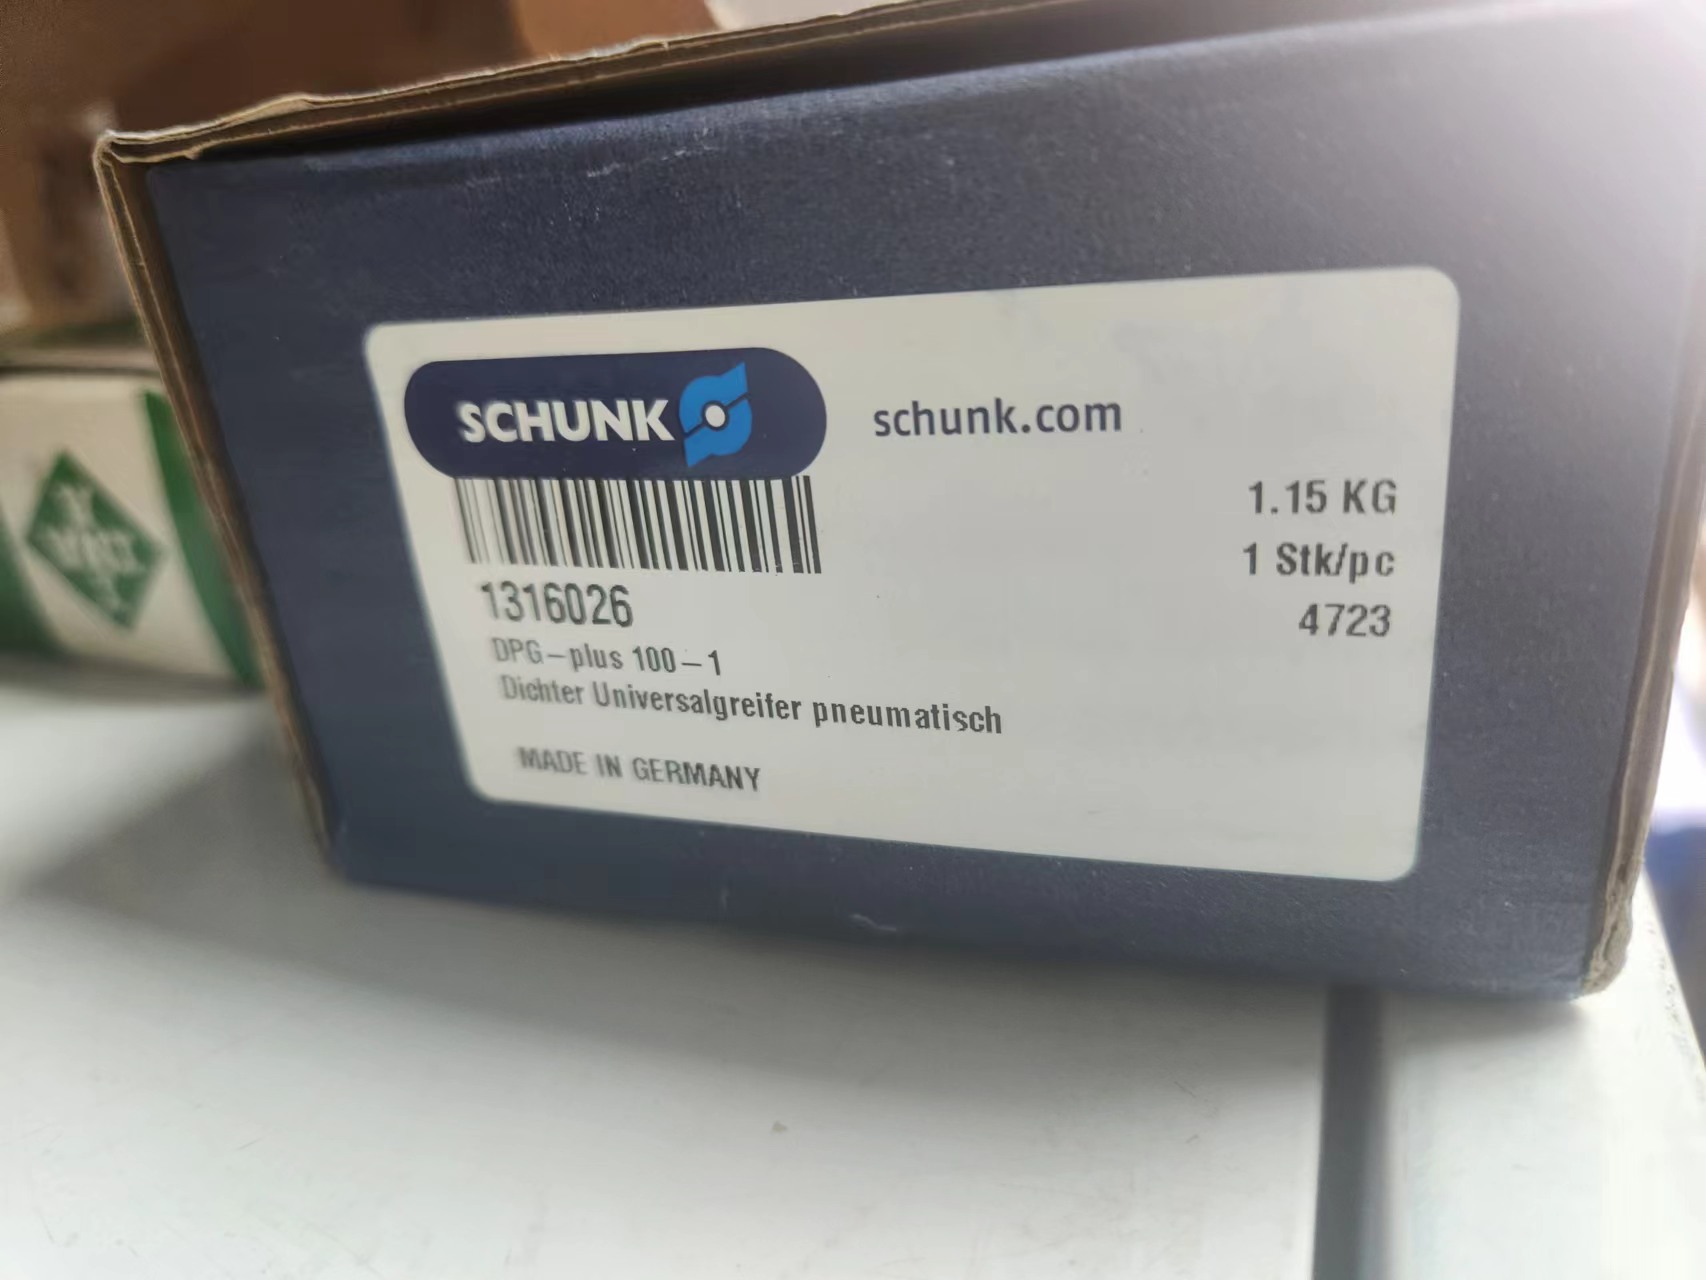 SCHUNK
schunk.com
1.15 KG
1 Stk/pc
4723
1316026
DPG-plus 100-1
Dichter Universalgreifer pneumatisch
MADE IN GERMANY